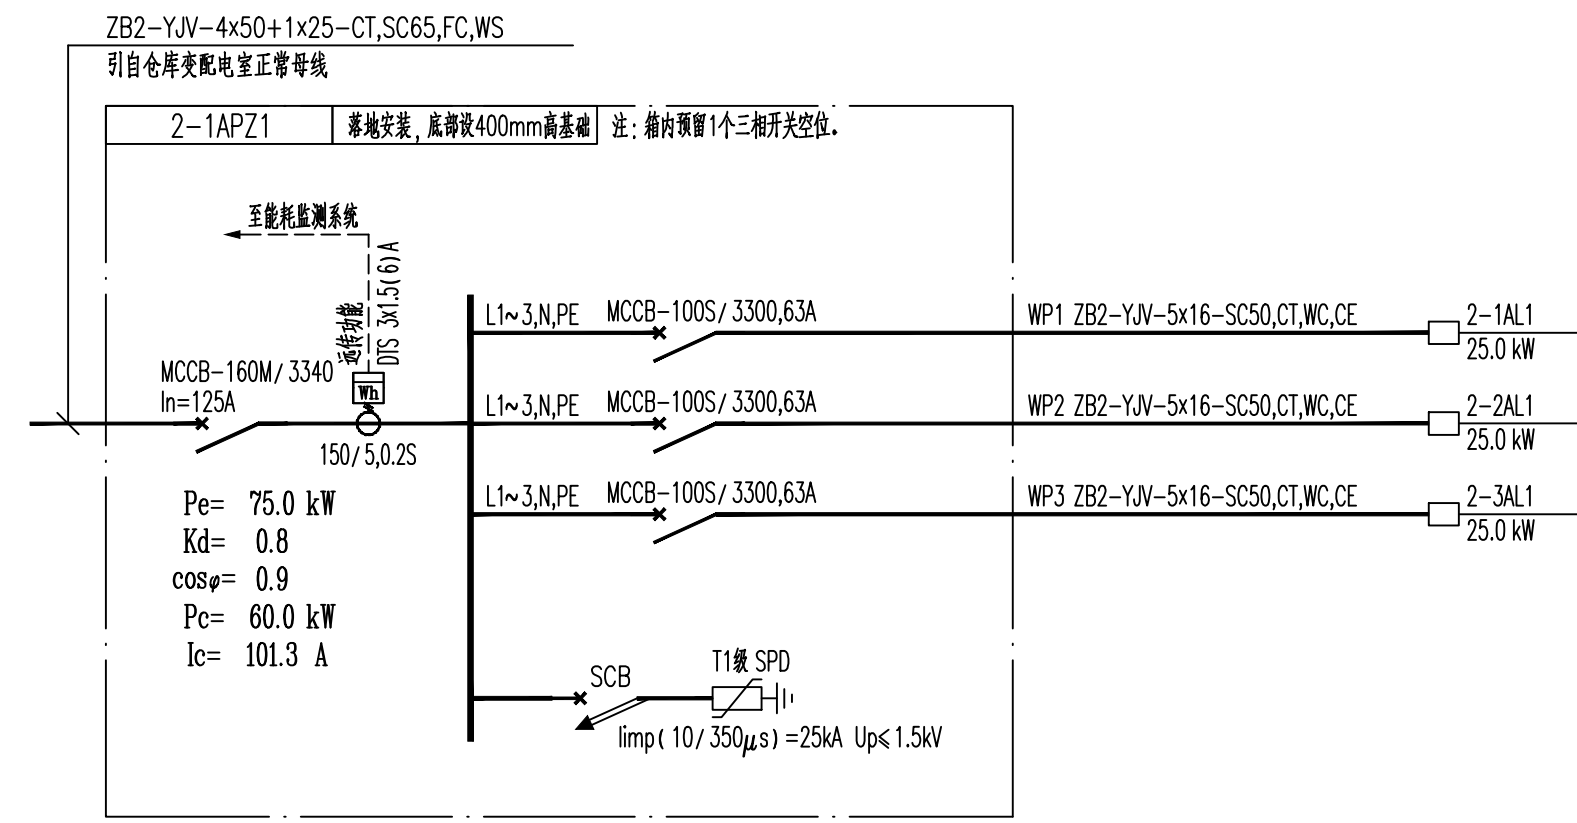 ZB2-YJV-4x50+1x25-CT,SC65,FC,WS
引自仓库变配电室正常母线
2-1APZ1
落地安装,底部设400mm高基础
注:箱内预留1个三相开关空位。
至能耗监测系统
远传功能
DTS 3x1.5(6)A
MCCB-160M/3340
In=125A
Wh
150/5,0.2S
Pe= 75.0 kW
Kd= 0.8
cosφ= 0.9
Pc= 60.0 kW
Ic= 101.3 A
L1~3,N,PE MCCB-100S/3300,63A WP1 ZB2-YJV-5x16-SC50,CT,WC,CE 2-1AL1
25.0 kW
L1~3,N,PE MCCB-100S/3300,63A WP2 ZB2-YJV-5x16-SC50,CT,WC,CE 2-2AL1
25.0 kW
L1~3,N,PE MCCB-100S/3300,63A WP3 ZB2-YJV-5x16-SC50,CT,WC,CE 2-3AL1
25.0 kW
SCB
T1级 SPD
Iimp(10/350μs)=25kA Up≤1.5kV